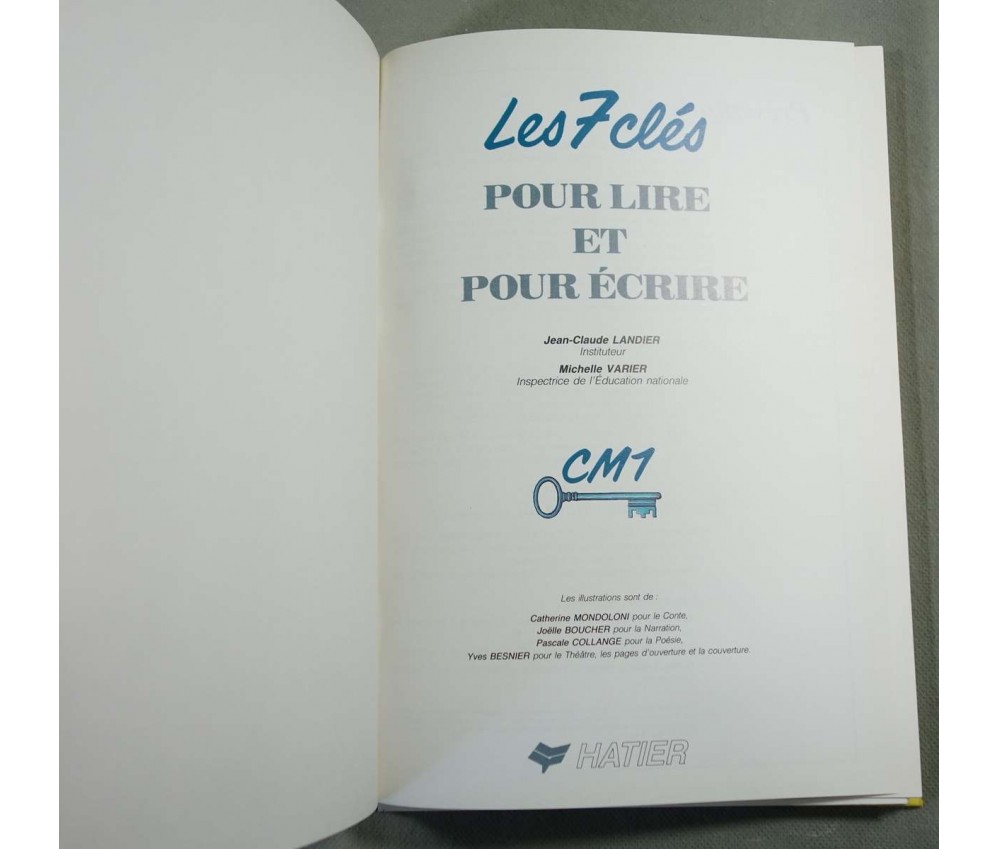 Les 7 clés
POUR LIRE
ET
POUR ÉCRIRE
Jean-Claude LANDIER
Instituteur
Michelle VARIER
Inspectrice de l'Éducation nationale
CM1
Les illustrations sont de :
Catherine MONDOLONI pour le Conte,
Joëlle BOUCHER pour la Narration,
Pascale COLLANGE pour la Poésie,
Yves BESNIER pour le Théâtre, les pages d'ouverture et la couverture.
HATIER